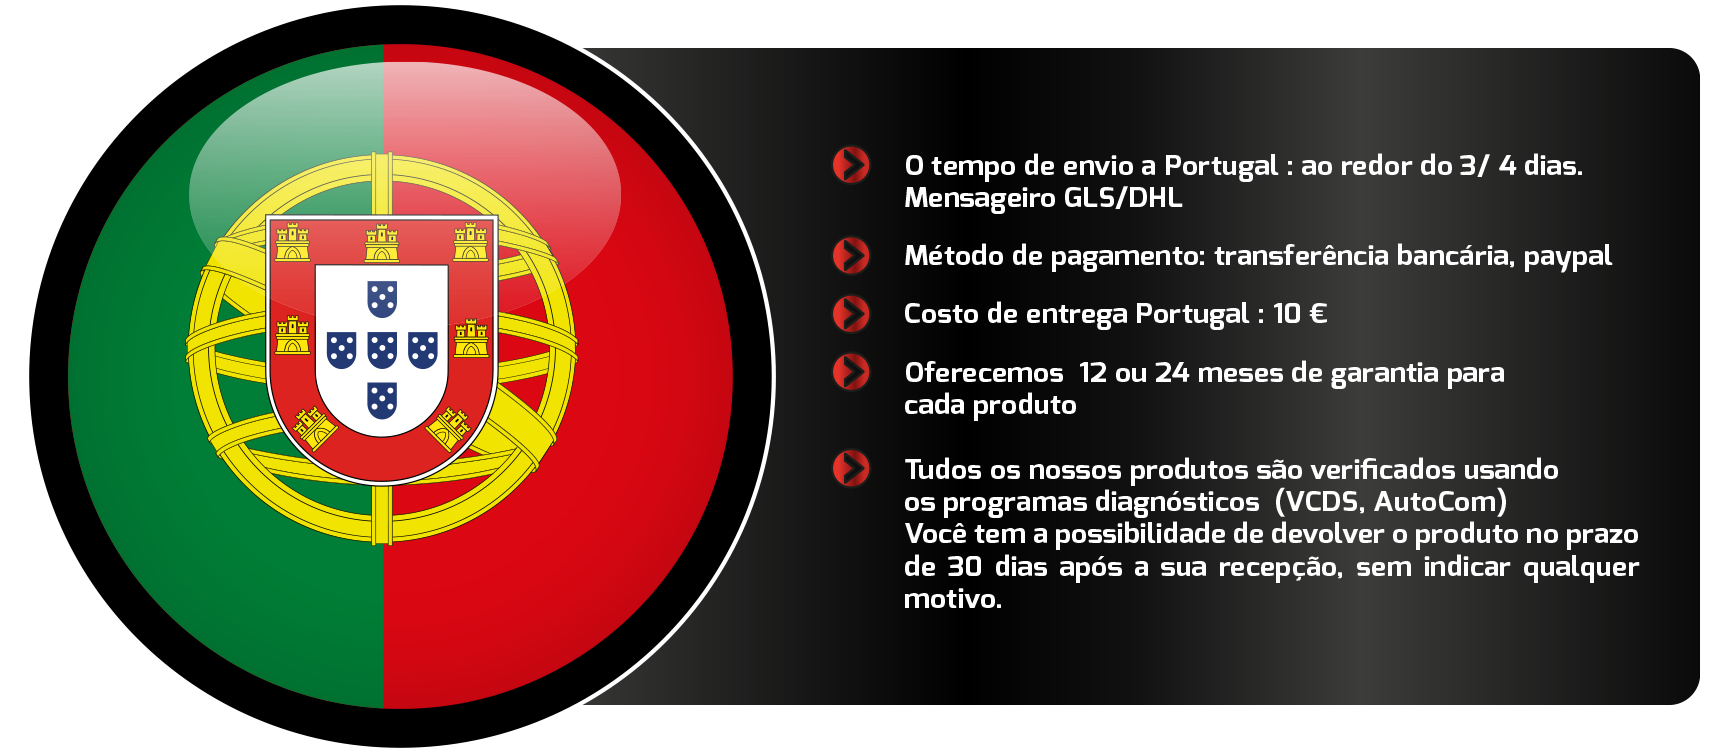 O tempo de envio a Portugal : ao redor do 3/ 4 dias.
Mensageiro GLS/DHL
Método de pagamento: transferência bancária, paypal
Costo de entrega Portugal : 10 €
Oferecemos 12 ou 24 meses de garantia para
cada produto
Tudos os nossos produtos são verificados usando
os programas diagnósticos (VCDS, AutoCom)
Você tem a possibilidade de devolver o produto no prazo
de 30 dias após a sua recepção, sem indicar qualquer
motivo.